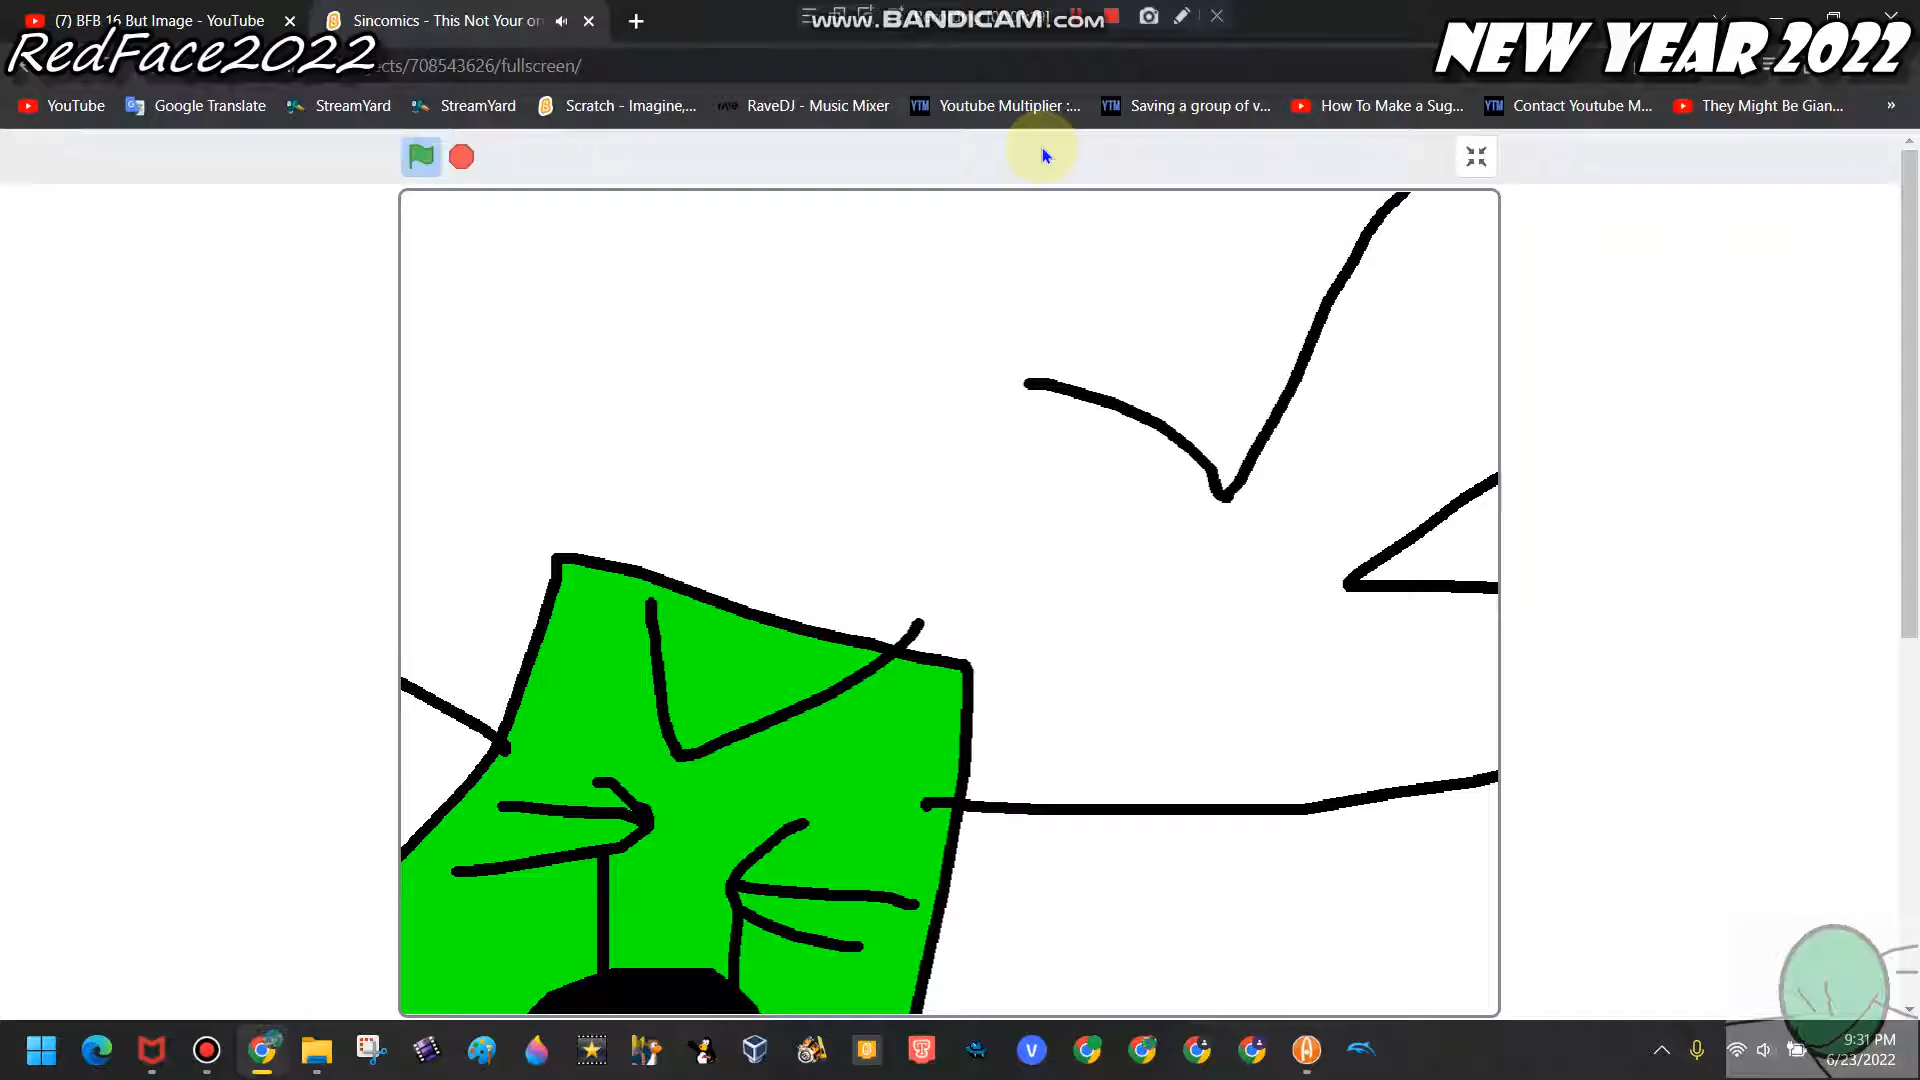 (7) BFB 16 But Image - YouTube
Sincomics - This Not Your on
www.BANDICAM.com
RedFace2022
NEW YEAR 2022
ects/708543626/fullscreen/
YouTube
Google Translate
StreamYard
StreamYard
Scratch - Imagine,...
RaveDJ - Music Mixer
Youtube Multiplier :...
Saving a group of v...
How To Make a Sug...
Contact Youtube M...
They Might Be Gian...
9:31 PM
6/23/2022